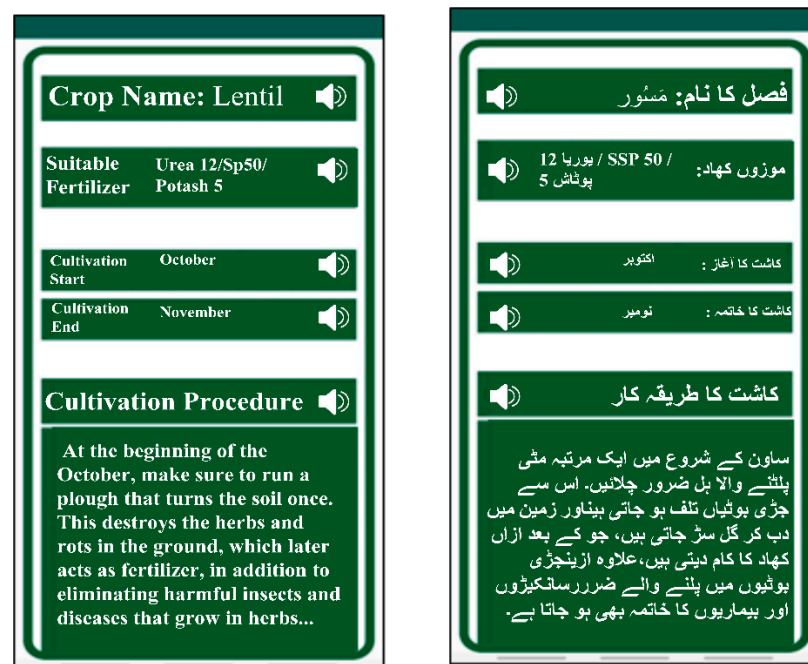 Crop Name: Lentil
Suitable Fertilizer
Urea 12/Sp50/
Potash 5
Cultivation Start
October
Cultivation End
November
Cultivation Procedure
At the beginning of the
October, make sure to run a
plough that turns the soil once.
This destroys the herbs and
rots in the ground, which later
acts as fertilizer, in addition to
eliminating harmful insects and
diseases that grow in herbs...
فصل کا نام: مَسُور
موزوں کھاد:
یوریا 12 / SSP 50 /
پوٹاش 5
کاشت کا آغاز :
اکتوبر
کاشت کا خاتمہ :
نومبر
کاشت کا طریقہ کار
ساون کے شروع میں ایک مرتبہ مٹی
پلٹنے والا ہل ضرور چلائیں۔ اس سے
جڑی بوٹیاں تلف ہو جاتی ہیناور زمین میں
دب کر گل سڑ جاتی ہیں، جو کے بعد ازاں
کھاد کا کام دیتی ہیں،علاوہ ازینجڑی
بوٹیوں میں پلنے والے ضرررسانکیڑوں
اور بیماریوں کا خاتمہ بھی ہو جاتا ہے۔